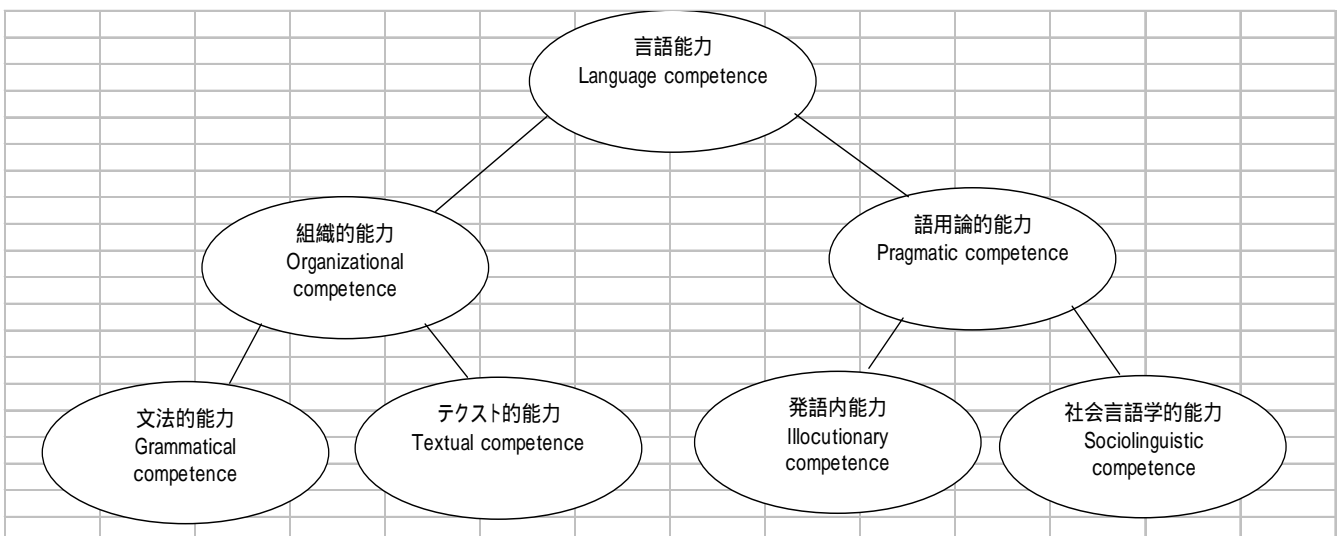 言語能力
Language competence
組織的能力
Organizational
competence
語用論的能力
Pragmatic competence
文法的能力
Grammatical
competence
テクスト的能力
Textual competence
発語内能力
Illocutionary
competence
社会言語学的能力
Sociolinguistic
competence